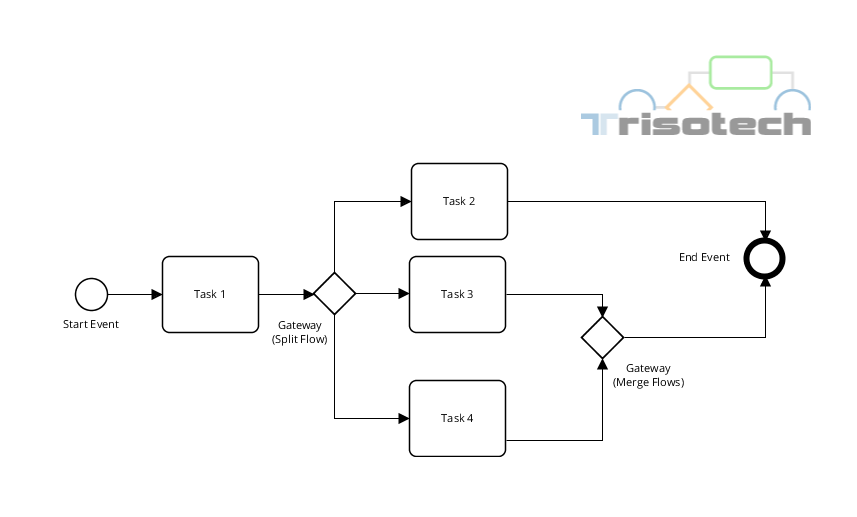 Trisotech
Task 2
End Event
Task 1
Task 3
Start Event
Gateway
(Split Flow)
Gateway
(Merge Flows)
Task 4